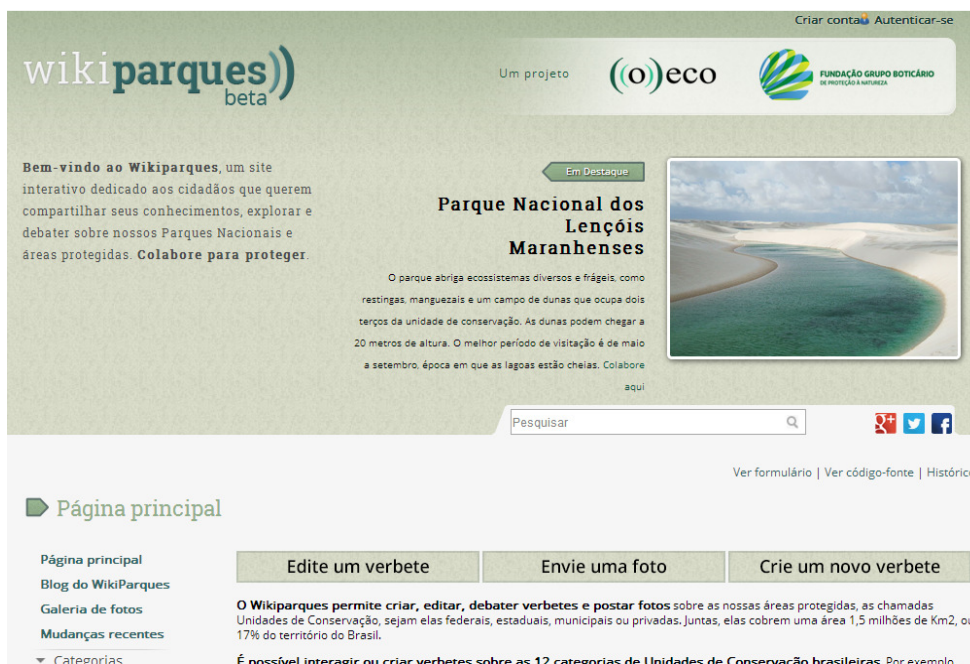 Criar conta Autenticar-se
wikiparques))
beta
Um projeto
((o))eco
FUNDAÇÃO GRUPO BOTICÁRIO
DE PROTEÇÃO À NATUREZA
Bem-vindo ao Wikiparques, um site
interativo dedicado aos cidadãos que querem
compartilhar seus conhecimentos, explorar e
debater sobre nossos Parques Nacionais e
áreas protegidas. Colabore para proteger.
Em Destaque
Parque Nacional dos
Lençóis
Maranhenses
O parque abriga ecossistemas diversos e frágeis, como
restingas, manguezais e um campo de dunas que ocupa dois
terços da unidade de conservação. As dunas podem chegar a
20 metros de altura. O melhor período de visitação é de maio
a setembro, época em que as lagoas estão cheias. Colabore
aqui
Pesquisar
Ver formulário | Ver código-fonte | Históric
Página principal
Página principal
Blog do WikiParques
Galeria de fotos
Mudanças recentes
Categorias
Edite um verbete
Envie uma foto
Crie um novo verbete
O Wikiparques permite criar, editar, debater verbetes e postar fotos sobre as nossas áreas protegidas, as chamadas
Unidades de Conservação, sejam elas federais, estaduais, municipais ou privadas. Juntas, elas cobrem uma área 1,5 milhões de Km2, ou
17% do território do Brasil.
É possível interagir ou criar verbetes sobre as 12 categorias de Unidades de Conservação brasileiras. Por exemplo